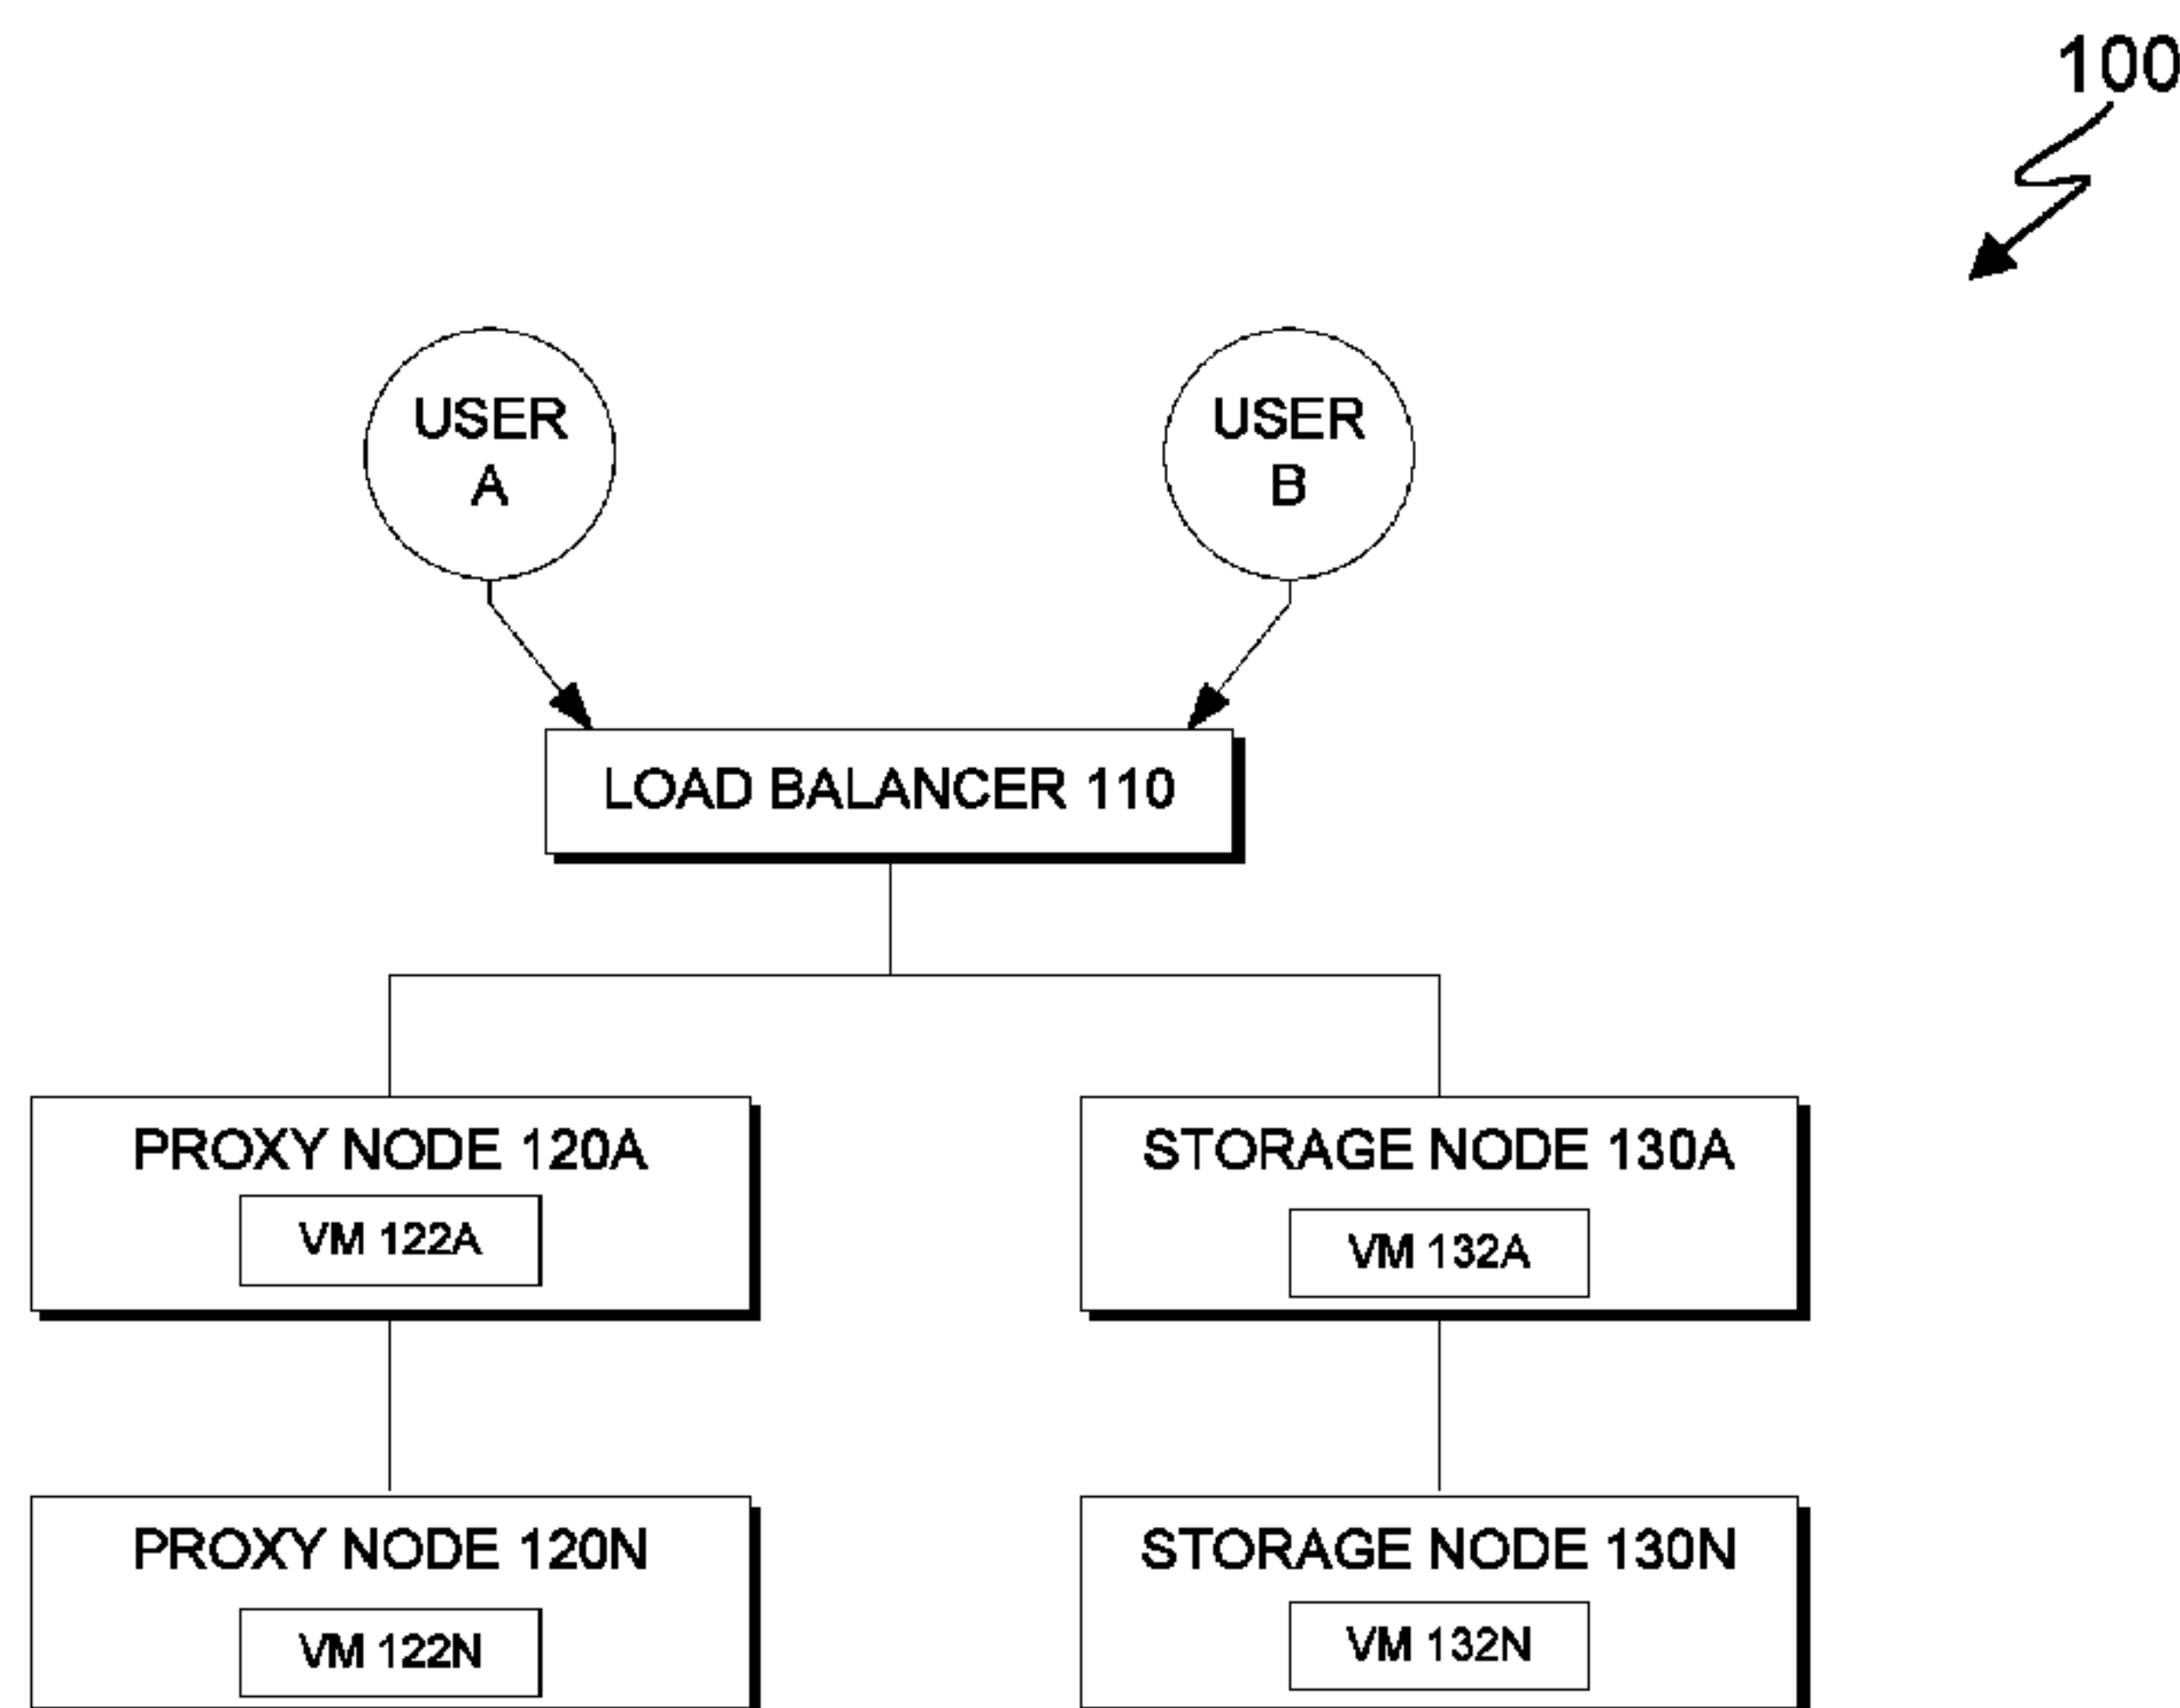 100
USER
A
USER
B
LOAD BALANCER 110
PROXY NODE 120A
VM 122A
STORAGE NODE 130A
VM 132A
PROXY NODE 120N
VM 122N
STORAGE NODE 130N
VM 132N